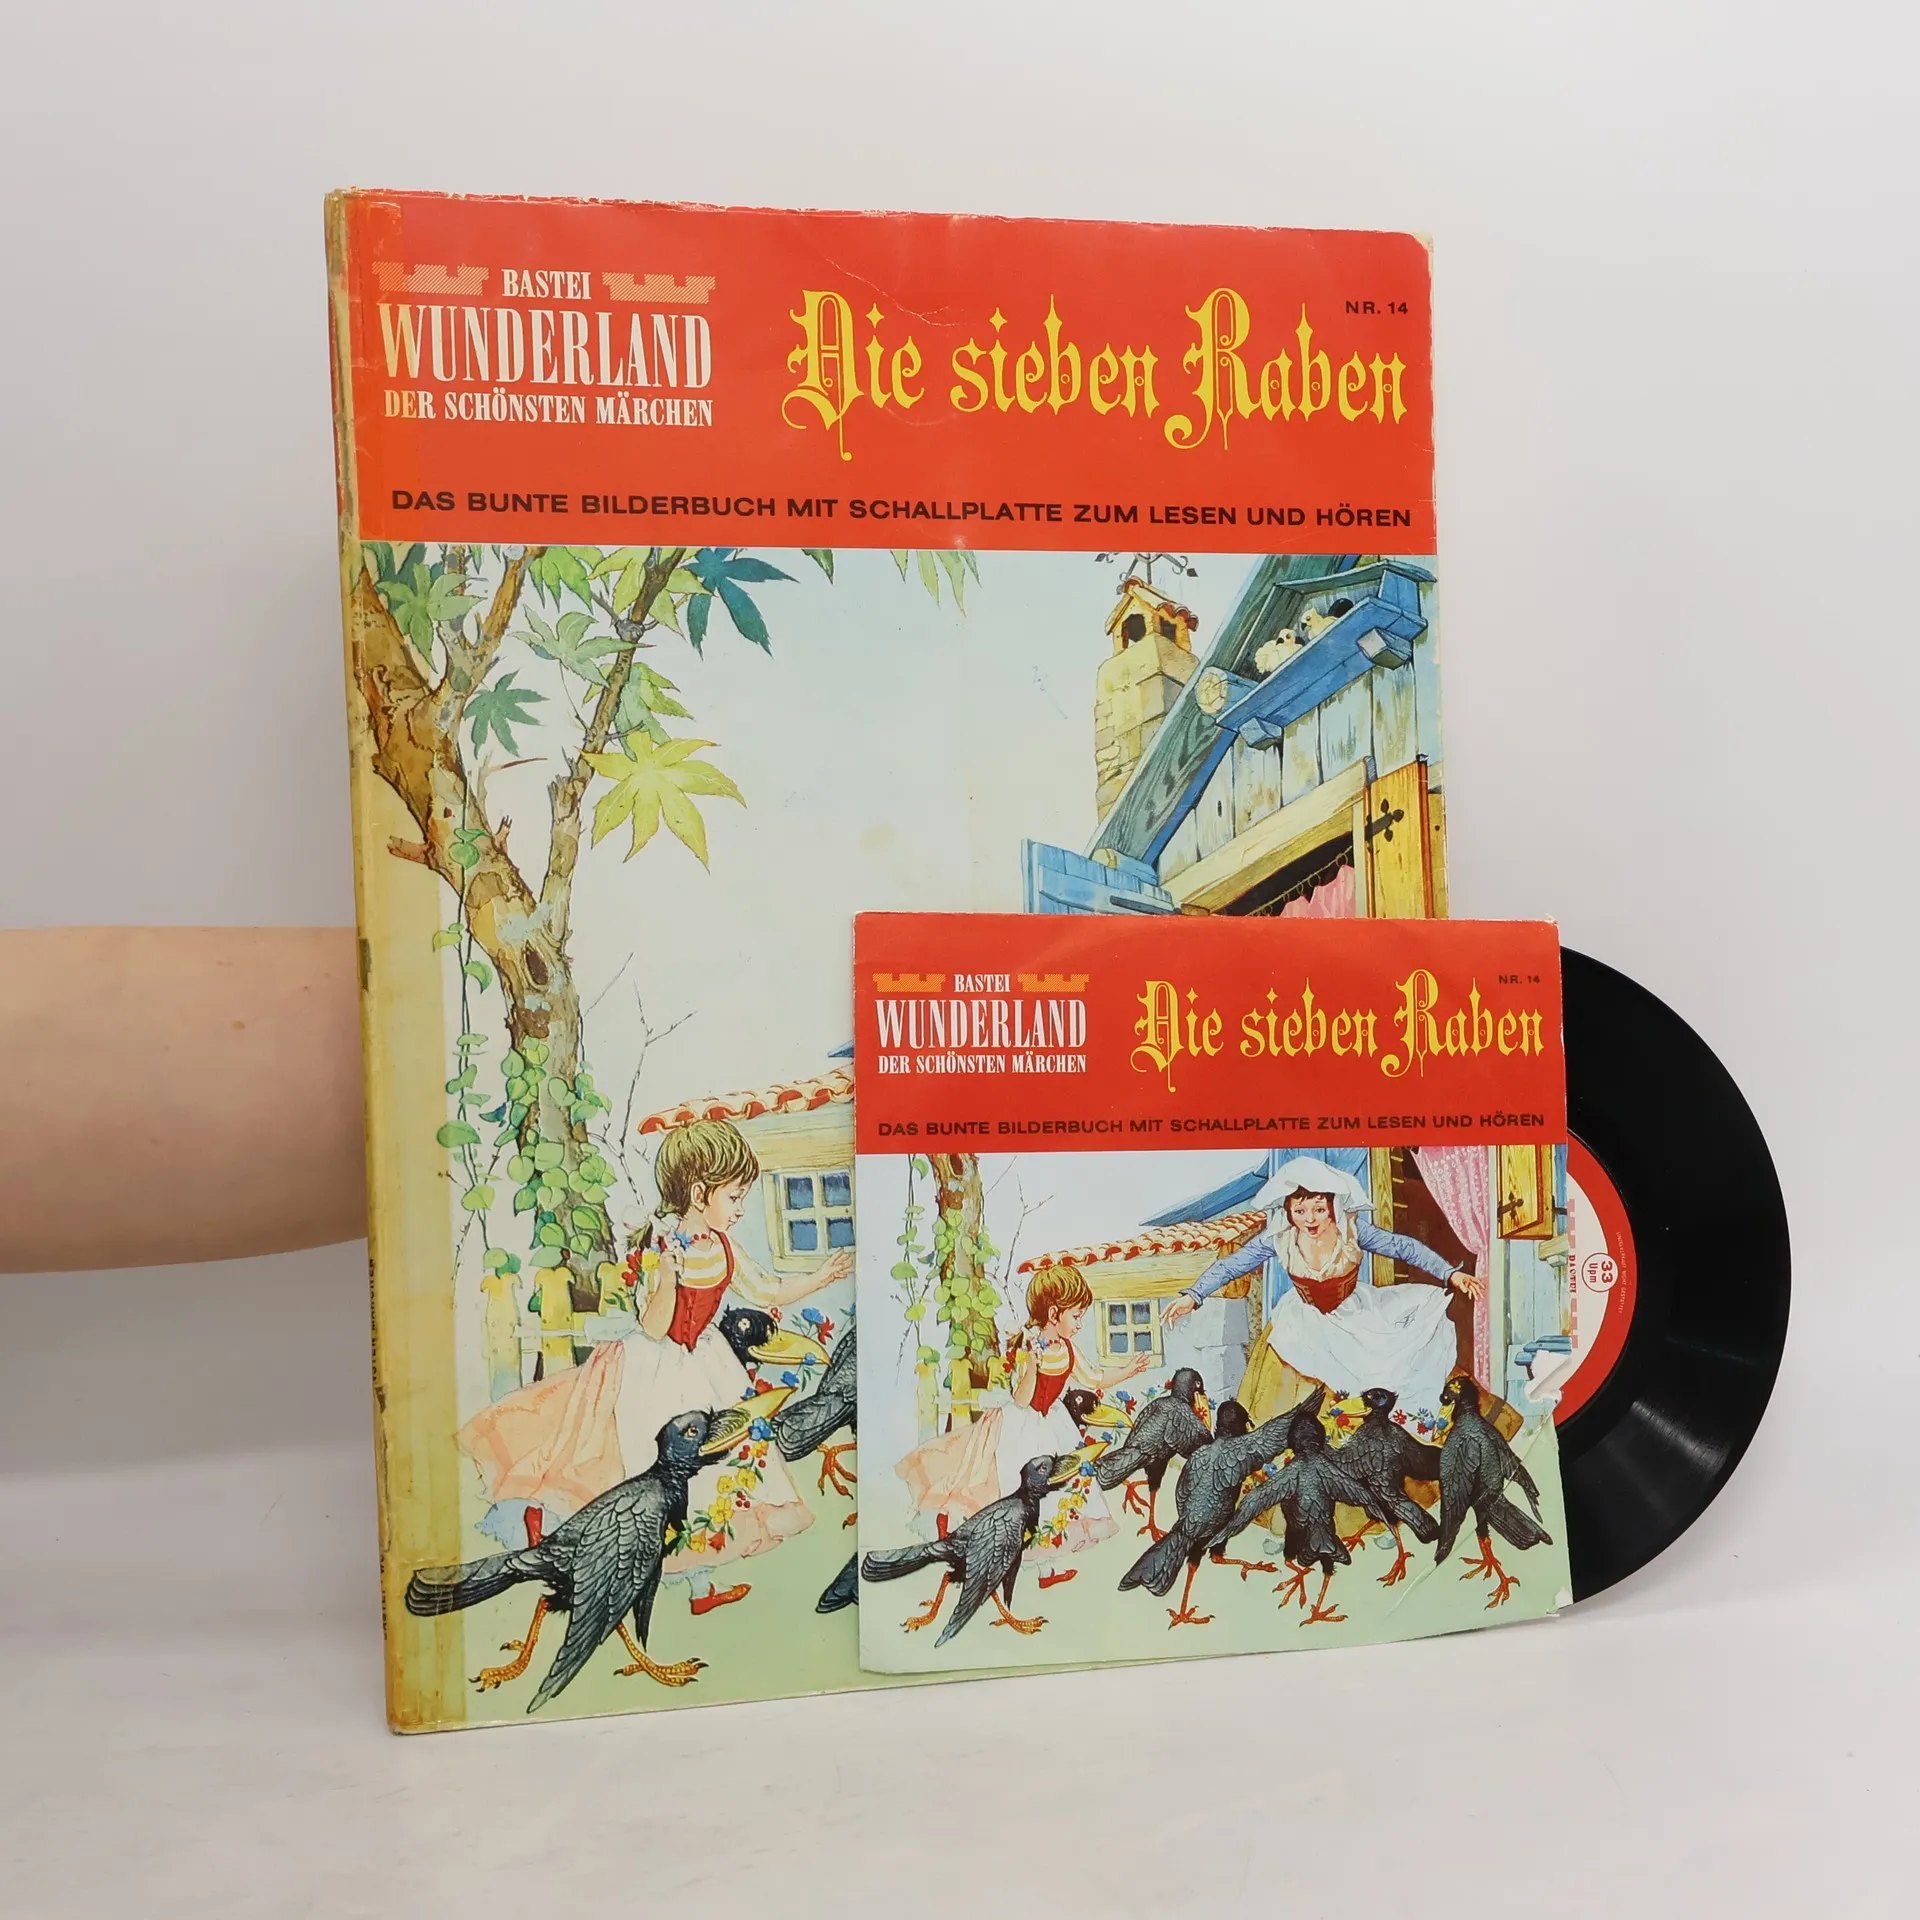 BASTEI
WUNDERLAND
DER SCHÖNSTEN MÄRCHEN
Die sieben Raben
NR. 14
DAS BUNTE BILDERBUCH MIT SCHALLPLATTE ZUM LESEN UND HÖREN
BASTEI
WUNDERLAND
DER SCHÖNSTEN MÄRCHEN
Die sieben Raben
NR. 14
DAS BUNTE BILDERBUCH MIT SCHALLPLATTE ZUM LESEN UND HÖREN
33
Upm